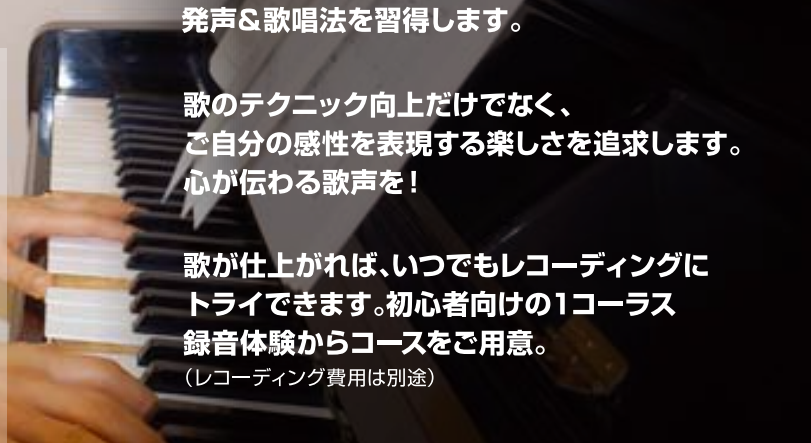 発声&歌唱法を習得します。
歌のテクニック向上だけでなく、
ご自分の感性を表現する楽しさを追求します。
心が伝わる歌声を!
歌が仕上がれば、いつでもレコーディングに
トライできます。初心者向けの1コーラス
録音体験からコースをご用意。
(レコーディング費用は別途)